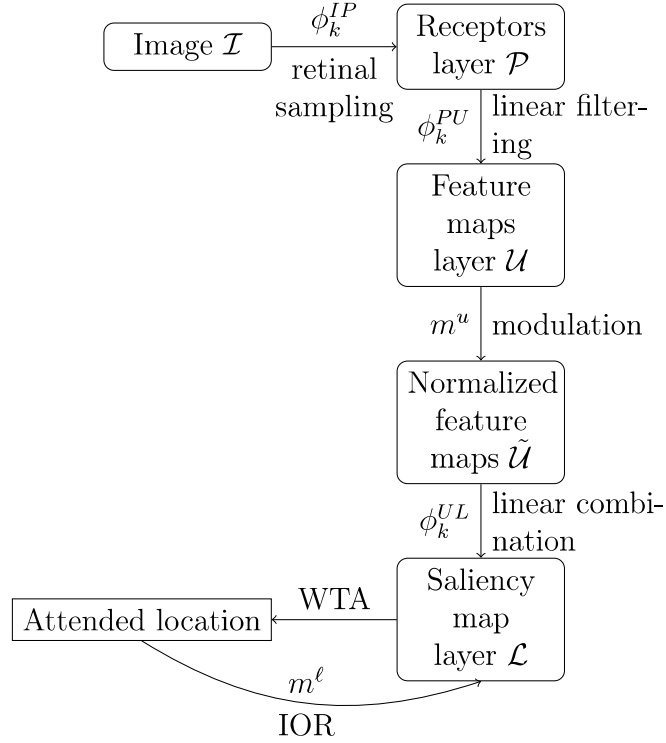 Image ℐ
ϕ_k^{IP}
retinal
sampling
Receptors
layer 𝒫
ϕ_k^{PU}
linear filter-
ing
Feature
maps
layer 𝒰
m^u
modulation
Normalized
feature
maps 𝒰̃
ϕ_k^{UL}
linear combi-
nation
Saliency
map
layer ℒ
WTA
Attended location
m^ℓ
IOR